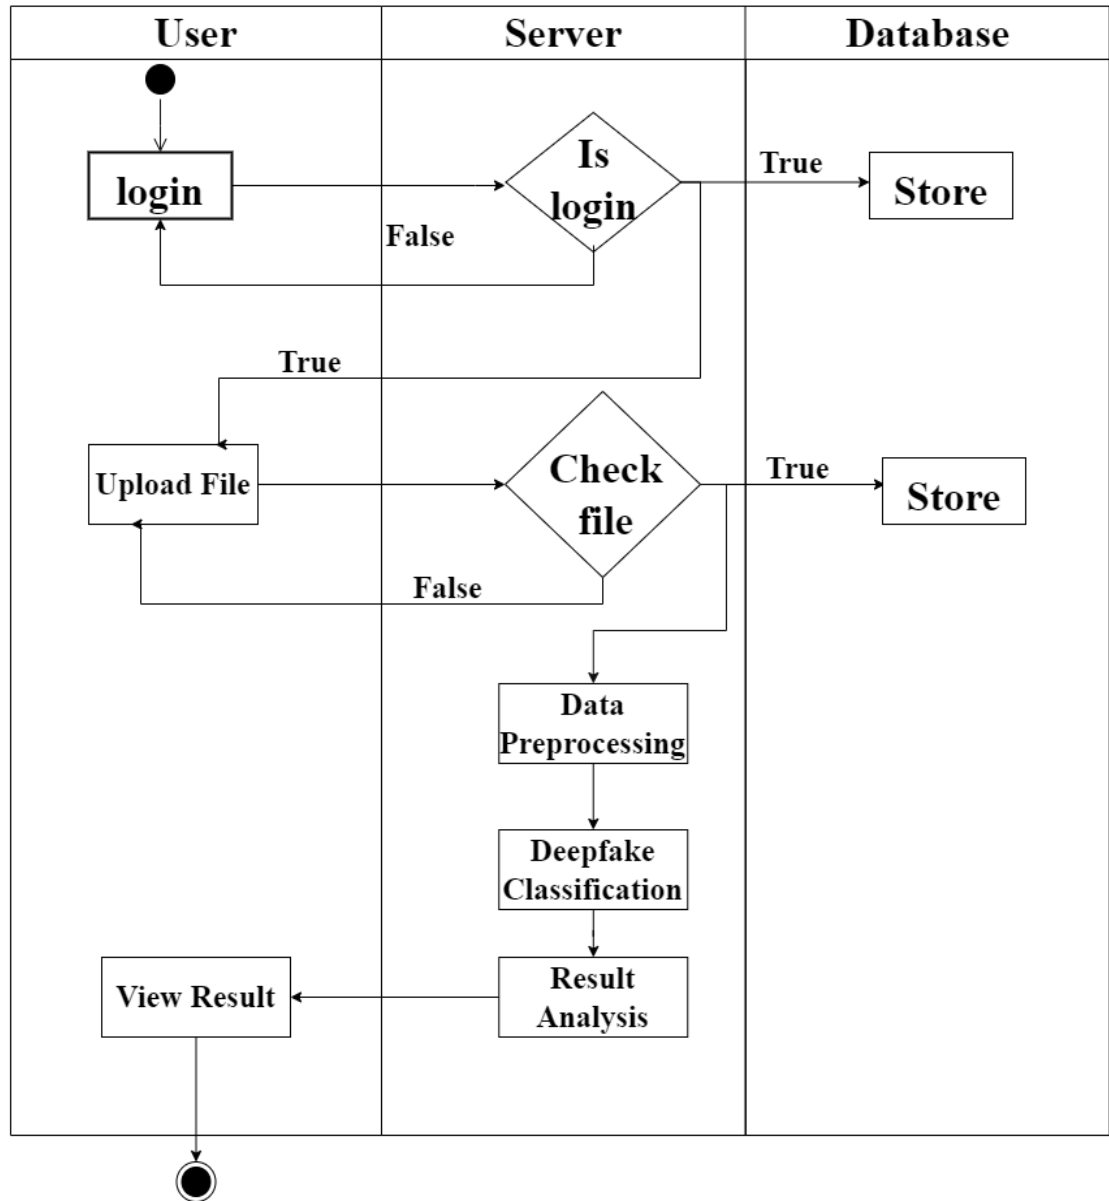 User
Server
Database
login
Is
login
True
Store
False
True
Upload File
Check
file
True
Store
False
Data
Preprocessing
Deepfake
Classification
View Result
Result
Analysis